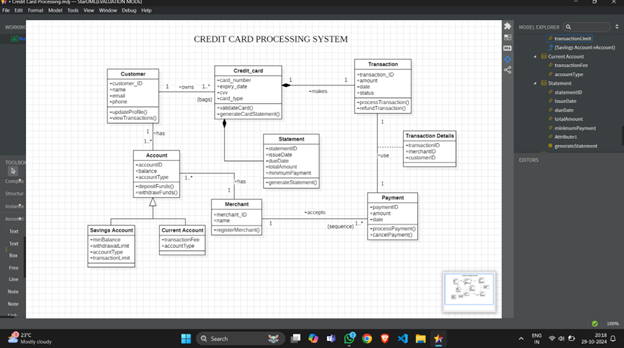 Credit Card Processing.mdj — StarUML (EVALUATION MODE)
File Edit Format Model Tools View Window Debug Help
CREDIT CARD PROCESSING SYSTEM
Customer
+customer_ID
+name
+email
+phone
+updateProfile()
+viewTransactions()
1
+owns
1..*
{bags}
Credit_card
+card_number
+expiry_date
+cvv
+card_type
+validateCard()
+generateCardStatement()
1
+makes
1
Transaction
+transaction_ID
+amount
+date
+status
+processTransaction()
+refundTransaction()
1
+has
1..*
Account
+accountID
+balance
+accountType
+depositFunds()
+withdrawFunds()
1
+has
1
Statement
+statementID
+issueDate
+dueDate
+totalAmount
+minimumPayment
+generateStatement()
1
+use
1
Transaction Details
+transactionID
+merchantID
+customerID
Merchant
+merchant_ID
+name
+registerMerchant()
1
+accepts
{sequence}
1..*
Payment
+paymentID
+amount
+date
+processPayment()
+cancelPayment()
Savings Account
+minBalance
+withdrawalLimit
+accountType
+transactionLimit
Current Account
+transactionFee
+accountType
WORKING
TOOLBOX
Text
Text
Line
Note
Note
MODEL EXPLORER
transactionLimit
(Savings Account→Account)
Current Account
transactionFee
accountType
Statement
statementID
issueDate
dueDate
totalAmount
minimumPayment
Attribute1
generateStatement
EDITORS
100%
22°C
Mostly cloudy
Search
ENG
IN
20:18
29-10-2024